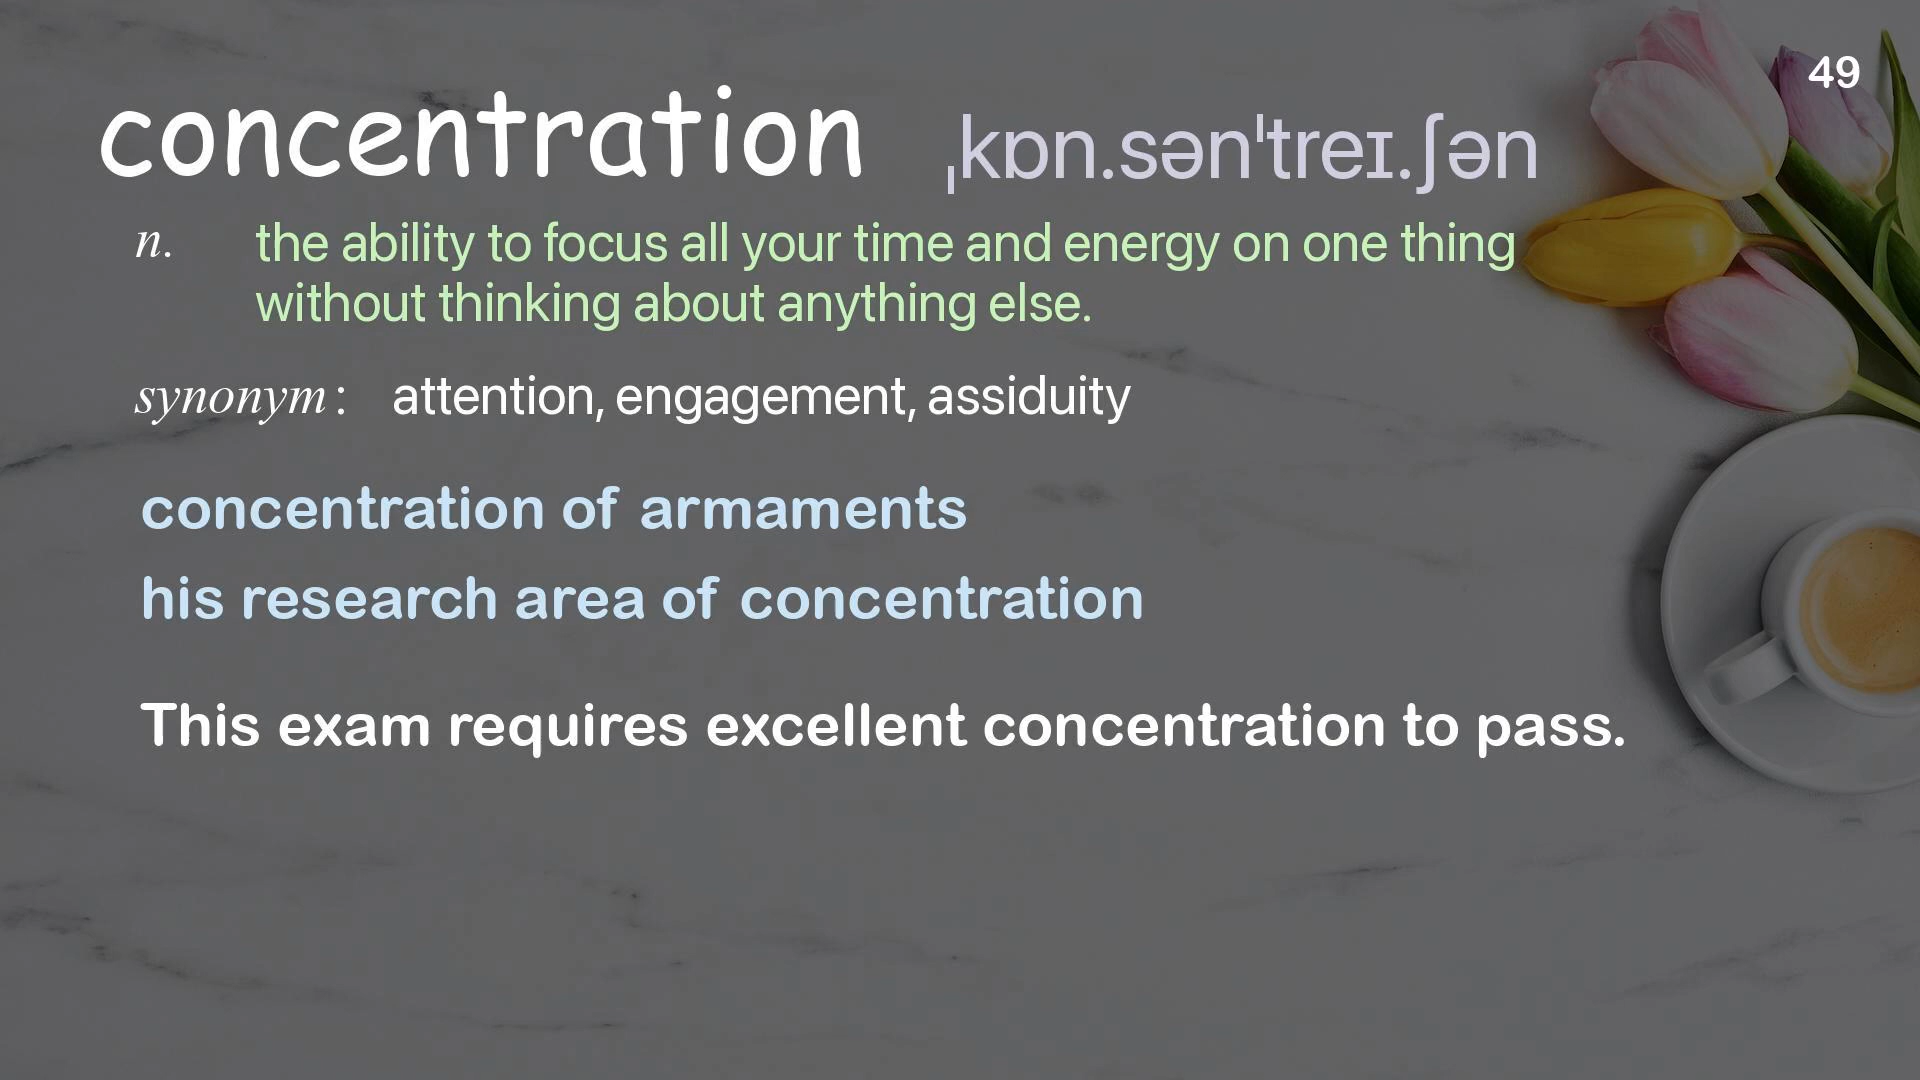 49
concentration ˌkɒn.sənˈtreɪ.ʃən
n. the ability to focus all your time and energy on one thing
without thinking about anything else.
synonym: attention, engagement, assiduity
concentration of armaments
his research area of concentration
This exam requires excellent concentration to pass.